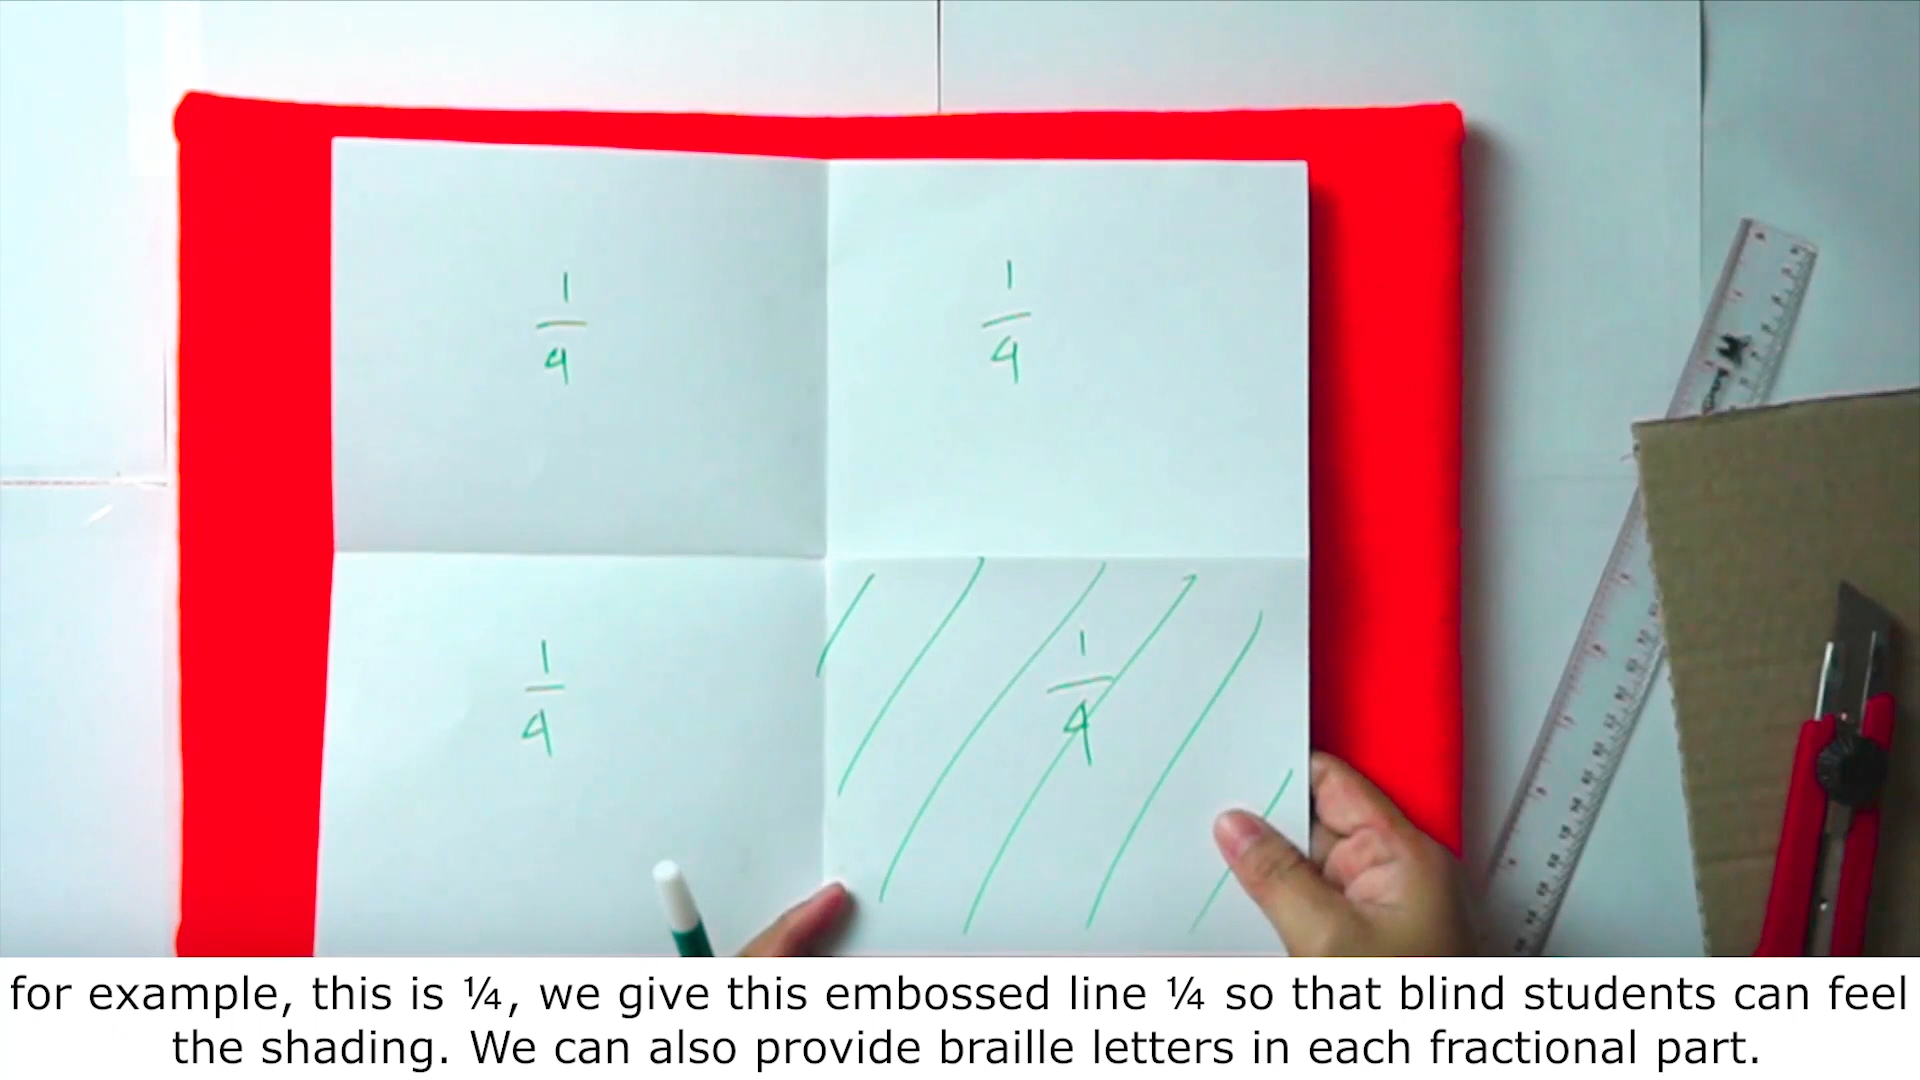 1/4
1/4
1/4
1/4
for example, this is ¼, we give this embossed line ¼ so that blind students can feel
the shading. We can also provide braille letters in each fractional part.